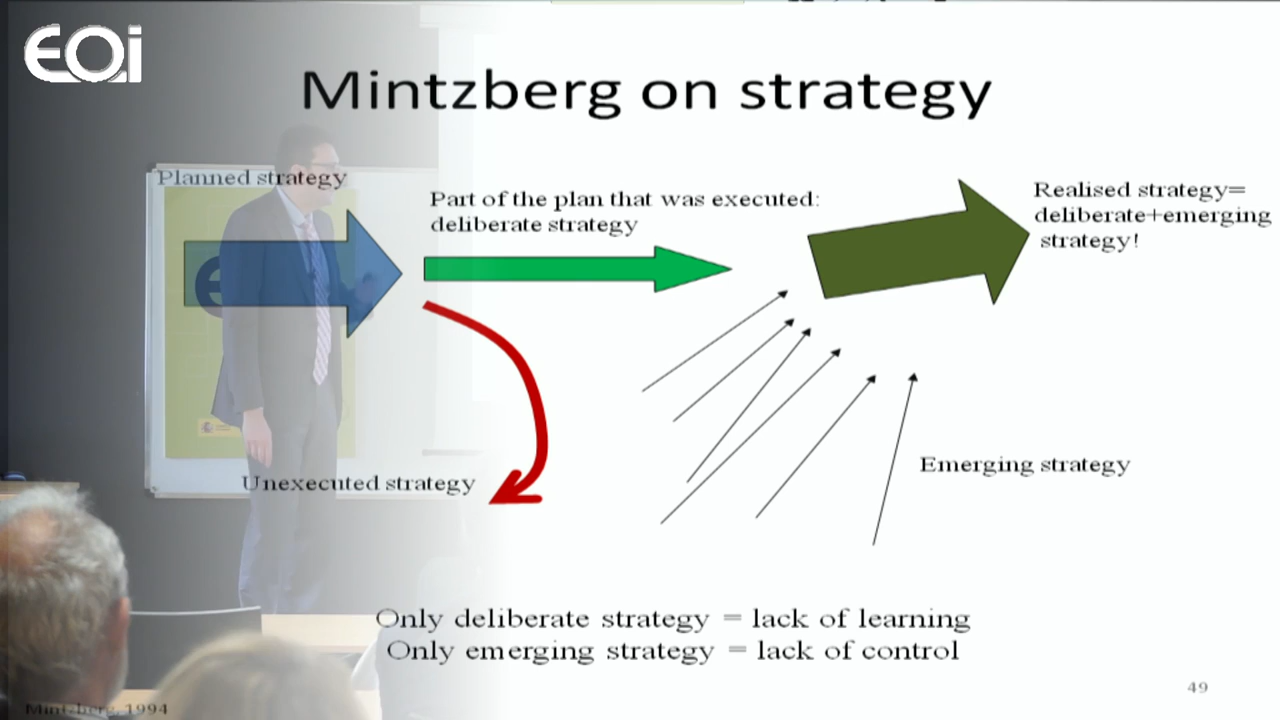 EOi
Mintzberg on strategy
Planned strategy
Part of the plan that was executed:
deliberate strategy
Realised strategy=
deliberate+emerging
strategy!
Unexecuted strategy
Emerging strategy
Only deliberate strategy = lack of learning
Only emerging strategy = lack of control
49
Mintzberg, 1994